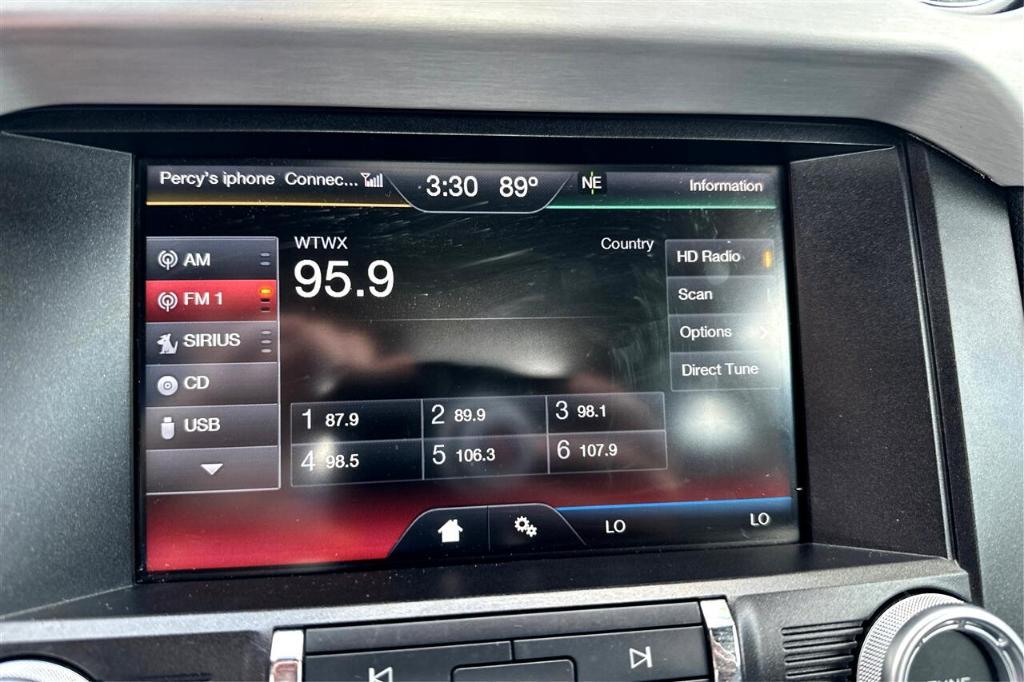 Percy's iphone Connec... 3:30 89° NE Information
WTWX Country
95.9
AM
FM 1
SIRIUS
CD
USB
HD Radio
Scan
Options
Direct Tune
1 87.9 2 89.9 3 98.1
4 98.5 5 106.3 6 107.9
LO LO
TUNE